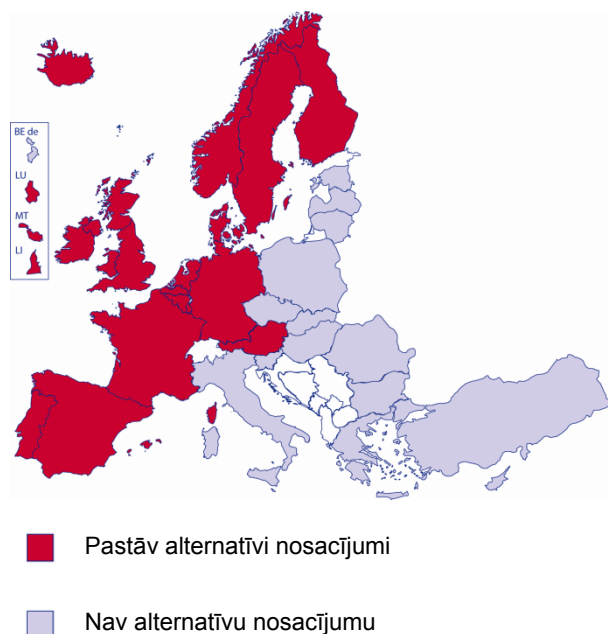 BE de
LU
MT
LI
Pastāv alternatīvi nosacījumi
Nav alternatīvu nosacījumu